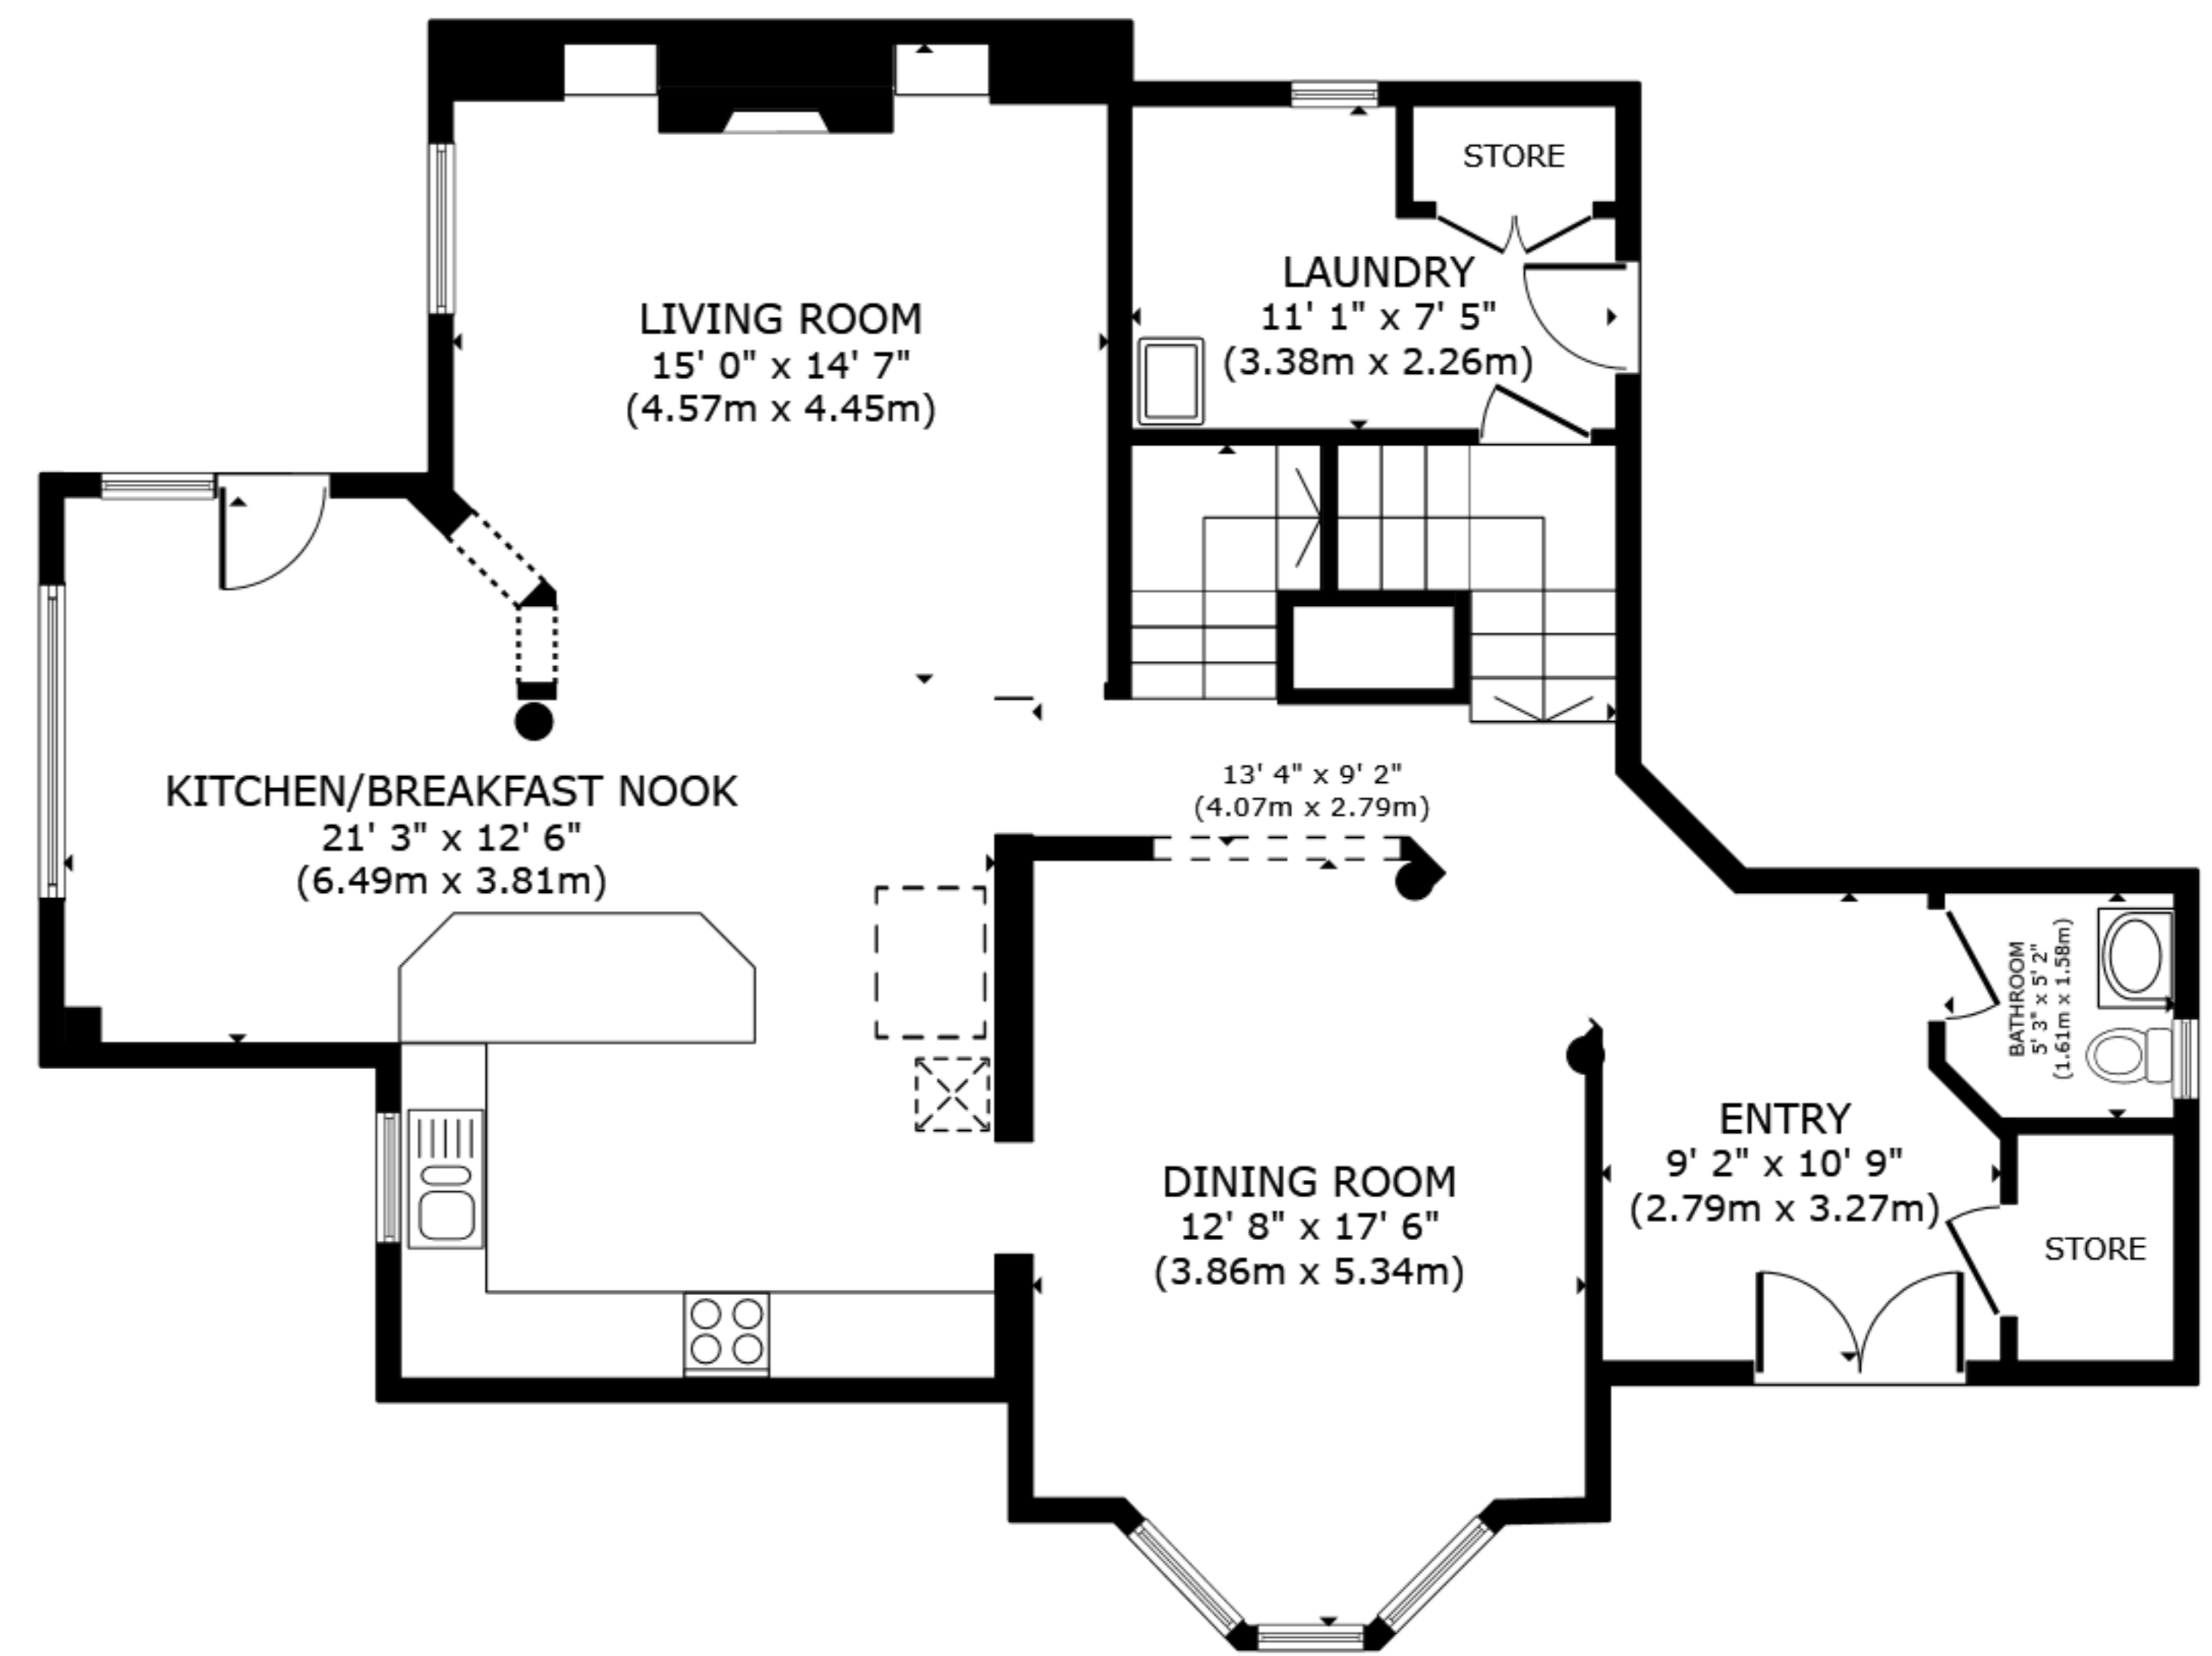 STORE
LAUNDRY
11' 1" x 7' 5"
(3.38m x 2.26m)
LIVING ROOM
15' 0" x 14' 7"
(4.57m x 4.45m)
KITCHEN/BREAKFAST NOOK
21' 3" x 12' 6"
(6.49m x 3.81m)
13' 4" x 9' 2"
(4.07m x 2.79m)
BATHROOM
5' 3" x 5' 2"
(1.61m x 1.58m)
ENTRY
9' 2" x 10' 9"
(2.79m x 3.27m)
DINING ROOM
12' 8" x 17' 6"
(3.86m x 5.34m)
STORE